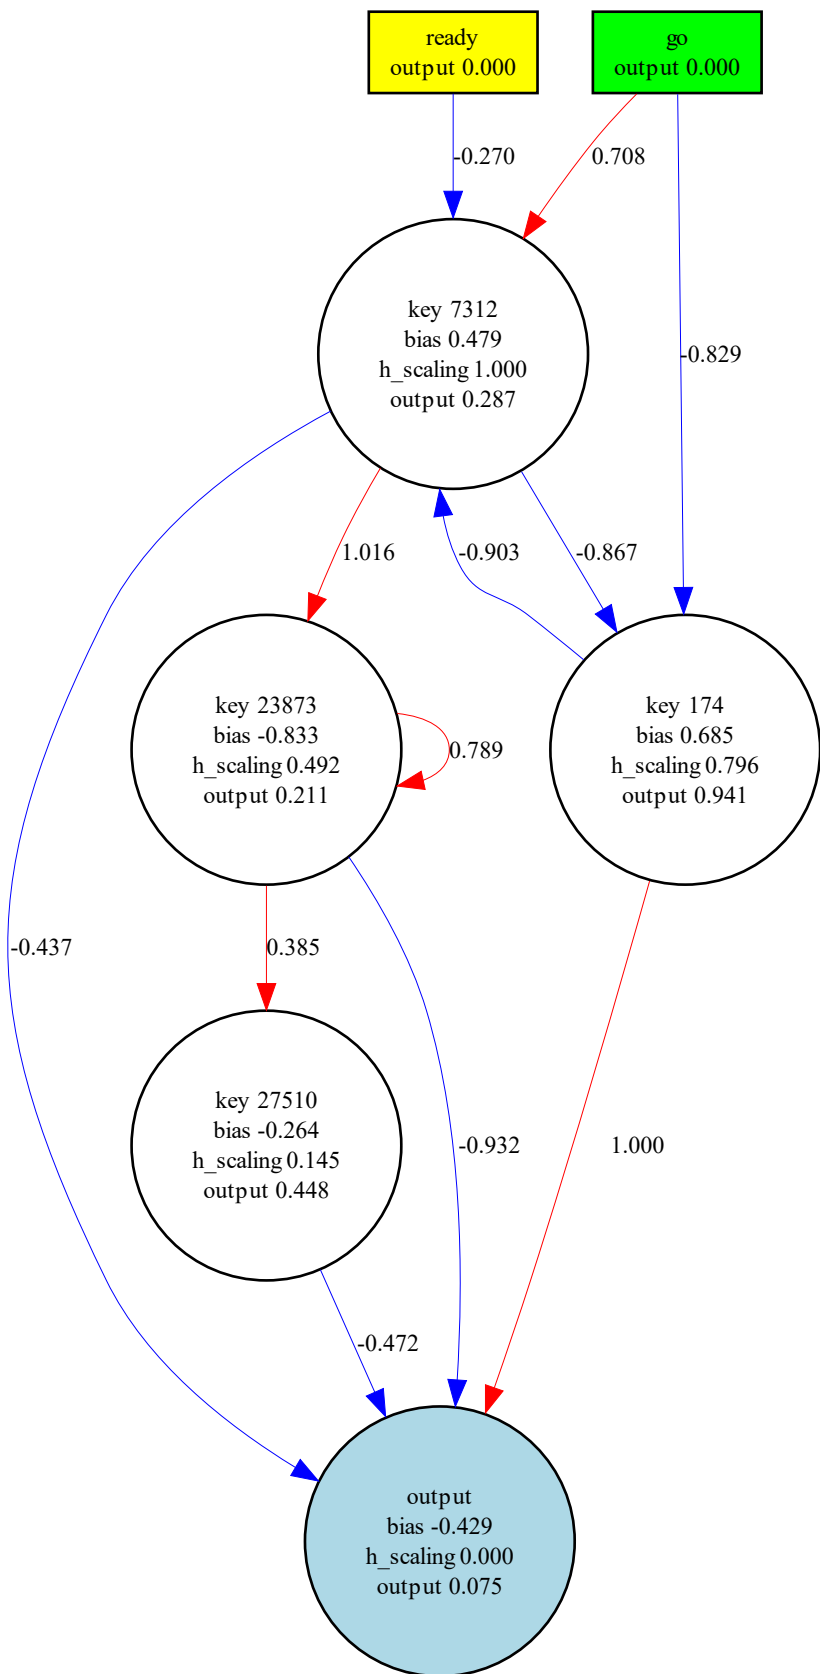 ready
output 0.000
go
output 0.000
-0.270
0.708
key 7312
bias 0.479
h_scaling 1.000
output 0.287
-0.829
1.016
-0.903
-0.867
key 23873
bias -0.833
h_scaling 0.492
output 0.211
0.789
key 174
bias 0.685
h_scaling 0.796
output 0.941
-0.437
0.385
key 27510
bias -0.264
h_scaling 0.145
output 0.448
-0.932
1.000
-0.472
output
bias -0.429
h_scaling 0.000
output 0.075